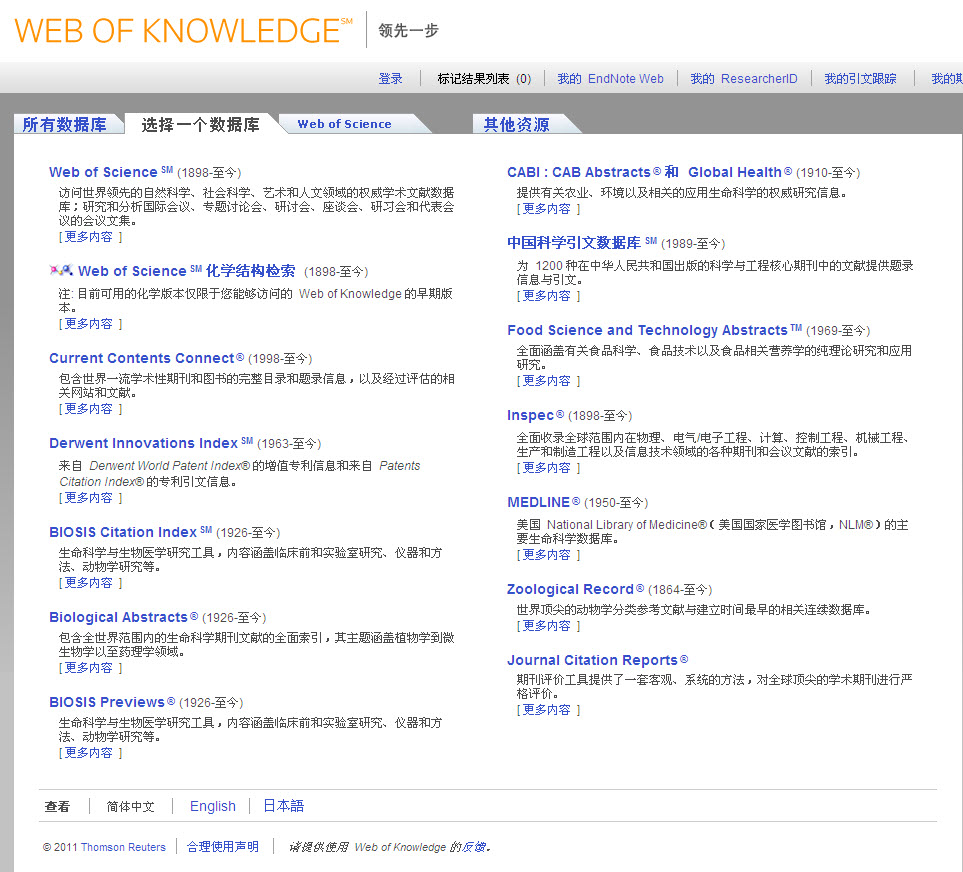 WEB OF KNOWLEDGE℠ 领先一步
登录 标记结果列表 (0) 我的 EndNote Web 我的 ResearcherID 我的引文跟踪
所有数据库 选择一个数据库 Web of Science 其他资源
Web of Science ℠ (1898-至今)
访问世界领先的自然科学、社会科学、艺术和人文领域的权威学术文献数据
库；研究和分析国际会议、专题讨论会、研讨会、座谈会、研习会和代表会
议的会议文集。
[ 更多内容 ]
Web of Science ℠ 化学结构检索 (1898-至今)
注: 目前可用的化学版本仅限于您能够访问的 Web of Knowledge 的早期版
本。
[ 更多内容 ]
Current Contents Connect® (1998-至今)
包含世界一流学术性期刊和图书的完整目录和题录信息，以及经过评估的相
关网站和文献。
[ 更多内容 ]
Derwent Innovations Index ℠ (1963-至今)
来自 Derwent World Patent Index® 的增值专利信息和来自 Patents
Citation Index® 的专利引文信息。
[ 更多内容 ]
BIOSIS Citation Index ℠ (1926-至今)
生命科学与生物医学研究工具，内容涵盖临床前和实验室研究、仪器和方
法、动物学研究等。
[ 更多内容 ]
Biological Abstracts ® (1926-至今)
包含全世界范围内的生命科学期刊文献的全面索引，其主题涵盖植物学到微
生物学以至药理学领域。
[ 更多内容 ]
BIOSIS Previews ® (1926-至今)
生命科学与生物医学研究工具，内容涵盖临床前和实验室研究、仪器和方
法、动物学研究等。
[ 更多内容 ]
CABI : CAB Abstracts® 和 Global Health® (1910-至今)
提供有关农业、环境以及相关的应用生命科学的权威研究信息。
[ 更多内容 ]
中国科学引文数据库 ℠ (1989-至今)
为 1200 种在中华人民共和国出版的科学与工程核心期刊中的文献提供题录
信息与引文。
[ 更多内容 ]
Food Science and Technology Abstracts™ (1969-至今)
全面涵盖有关食品科学、食品技术以及食品相关营养学的纯理论研究和应用
研究。
[ 更多内容 ]
Inspec® (1898-至今)
全面收录全球范围内在物理、电气/电子工程、计算、控制工程、机械工程、
生产和制造工程以及信息技术领域的各种期刊和会议文献的索引。
[ 更多内容 ]
MEDLINE® (1950-至今)
美国 National Library of Medicine® ( 美国国家医学图书馆，NLM® ) 的主
要生命科学数据库。
[ 更多内容 ]
Zoological Record® (1864-至今)
世界顶尖的动物学分类参考文献与建立时间最早的相关连续数据库。
[ 更多内容 ]
Journal Citation Reports®
期刊评价工具提供了一套客观、系统的方法，对全球顶尖的学术期刊进行严
格评价。
[ 更多内容 ]
查看 简体中文 English 日本語
© 2011 Thomson Reuters 合理使用声明 请提供使用 Web of Knowledge 的反馈。